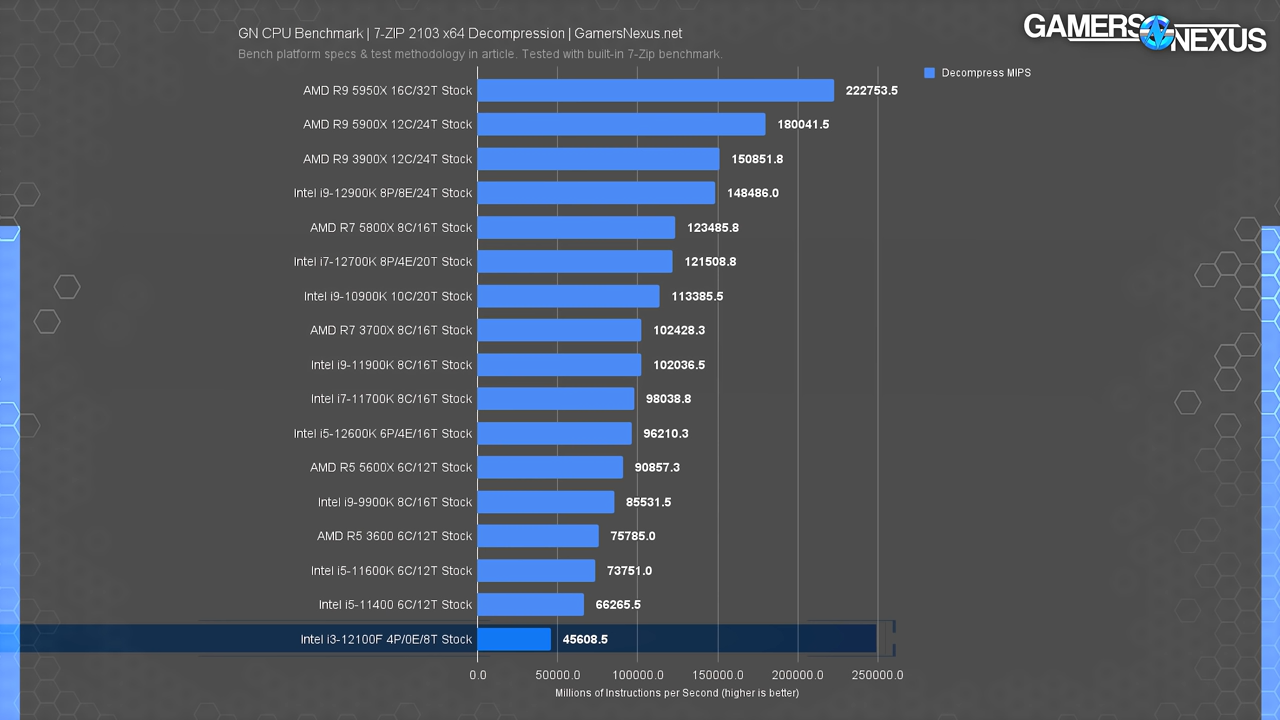 GN CPU Benchmark | 7-ZIP 2103 x64 Decompression | GamersNexus.net
Bench platform specs & test methodology in article. Tested with built-in 7-Zip benchmark.
GAMERS NEXUS
Decompress MIPS
AMD R9 5950X 16C/32T Stock 222753.5
AMD R9 5900X 12C/24T Stock 180041.5
AMD R9 3900X 12C/24T Stock 150851.8
Intel i9-12900K 8P/8E/24T Stock 148486.0
AMD R7 5800X 8C/16T Stock 123485.8
Intel i7-12700K 8P/4E/20T Stock 121508.8
Intel i9-10900K 10C/20T Stock 113385.5
AMD R7 3700X 8C/16T Stock 102428.3
Intel i9-11900K 8C/16T Stock 102036.5
Intel i7-11700K 8C/16T Stock 98038.8
Intel i5-12600K 6P/4E/16T Stock 96210.3
AMD R5 5600X 6C/12T Stock 90857.3
Intel i9-9900K 8C/16T Stock 85531.5
AMD R5 3600 6C/12T Stock 75785.0
Intel i5-11600K 6C/12T Stock 73751.0
Intel i5-11400 6C/12T Stock 66265.5
Intel i3-12100F 4P/0E/8T Stock 45608.5
0.0 50000.0 100000.0 150000.0 200000.0 250000.0
Millions of Instructions per Second (higher is better)